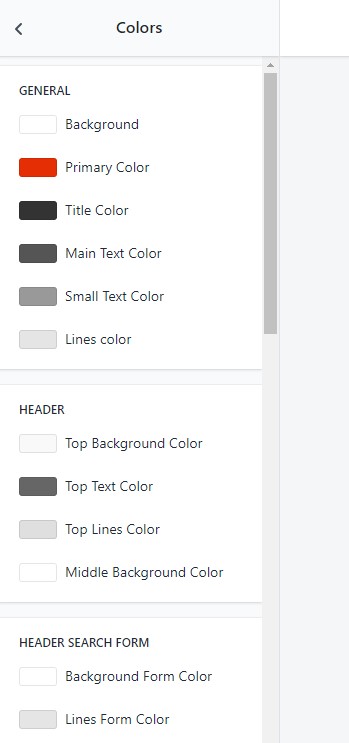 Colors
GENERAL
Background
Primary Color
Title Color
Main Text Color
Small Text Color
Lines color
HEADER
Top Background Color
Top Text Color
Top Lines Color
Middle Background Color
HEADER SEARCH FORM
Background Form Color
Lines Form Color